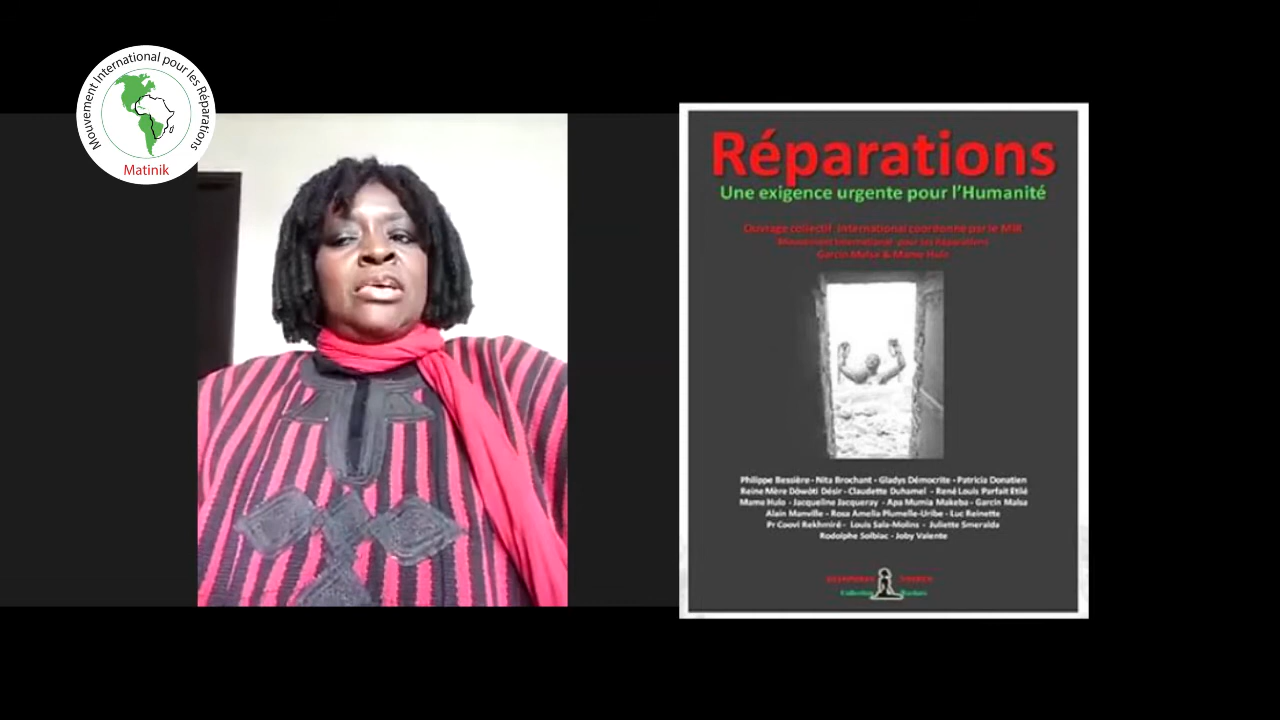 Mouvement International pour les Réparations
Matinik
Réparations
Une exigence urgente pour l'Humanité
Ouvrage collectif International coordonné par le MIR
Mouvement International pour les Réparations
Garcin Malsa & Mame Hulo
Philippe Bessière - Nita Brochant - Gladys Démocrite - Patricia Donatien
Reine Mère Dòwòti Désir - Claudette Duhamel - René Louis Parfait Etilé
Mame Hulo - Jacqueline Jacqueray - Apa Mumia Makeba - Garcin Malsa
Alain Manville - Rosa Amelia Plumelle-Uribe - Luc Reinette
Pr Coovi Rekhmiré - Louis Sala-Molins - Juliette Smeralda
Rodolphe Solbiac - Joby Valente
Collection